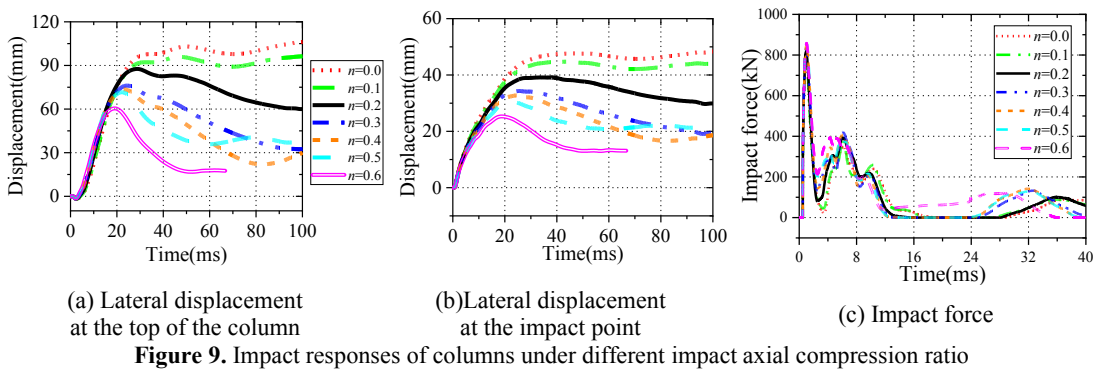 120
90
60
30
0
0 20 40 60 80 100
Displacement(mm)
Time(ms)
n=0.0
n=0.1
n=0.2
n=0.3
n=0.4
n=0.5
n=0.6
(a) Lateral displacement
at the top of the column
60
40
20
0
0 20 40 60 80 100
Displacement(mm)
Time(ms)
(b)Lateral displacement
at the impact point
1000
800
600
400
200
0
0 8 16 24 32 40
Impact force(kN)
Time(ms)
n=0.0
n=0.1
n=0.2
n=0.3
n=0.4
n=0.5
n=0.6
(c) Impact force
Figure 9. Impact responses of columns under different impact axial compression ratio